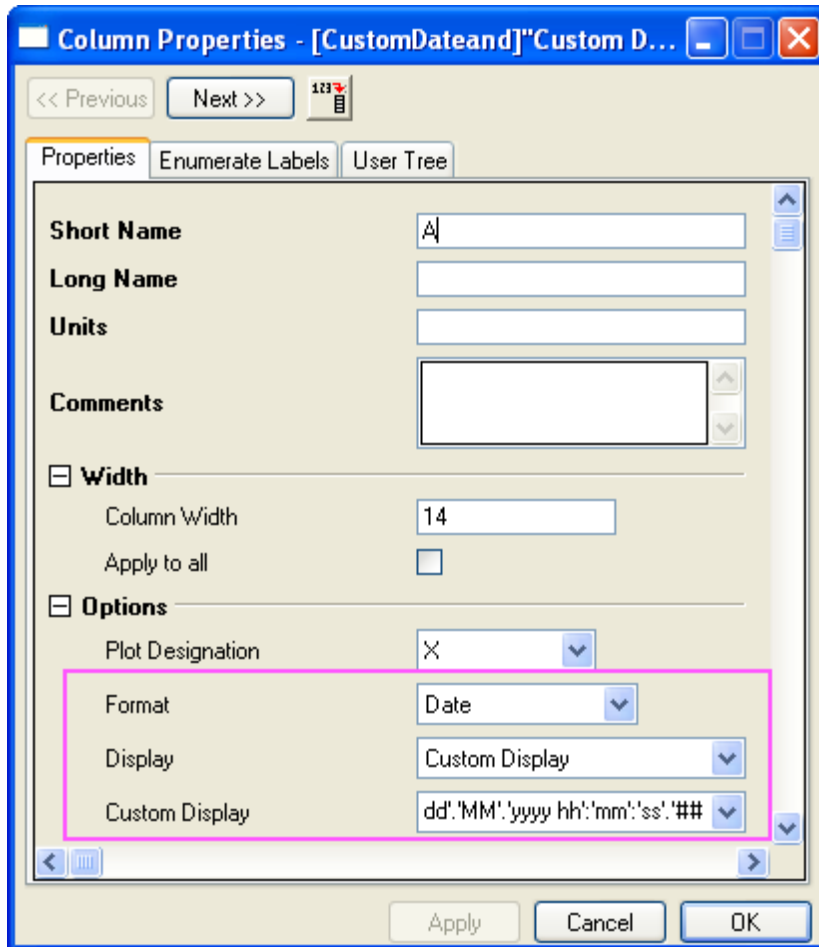 Column Properties - [CustomDateand]"Custom D...
<< Previous Next >> 123
Properties Enumerate Labels User Tree
Short Name A
Long Name
Units
Comments
Width
Column Width 14
Apply to all
Options
Plot Designation X
Format Date
Display Custom Display
Custom Display dd'.'MM'.'yyyy hh':'mm':'ss'.'##
Apply Cancel OK